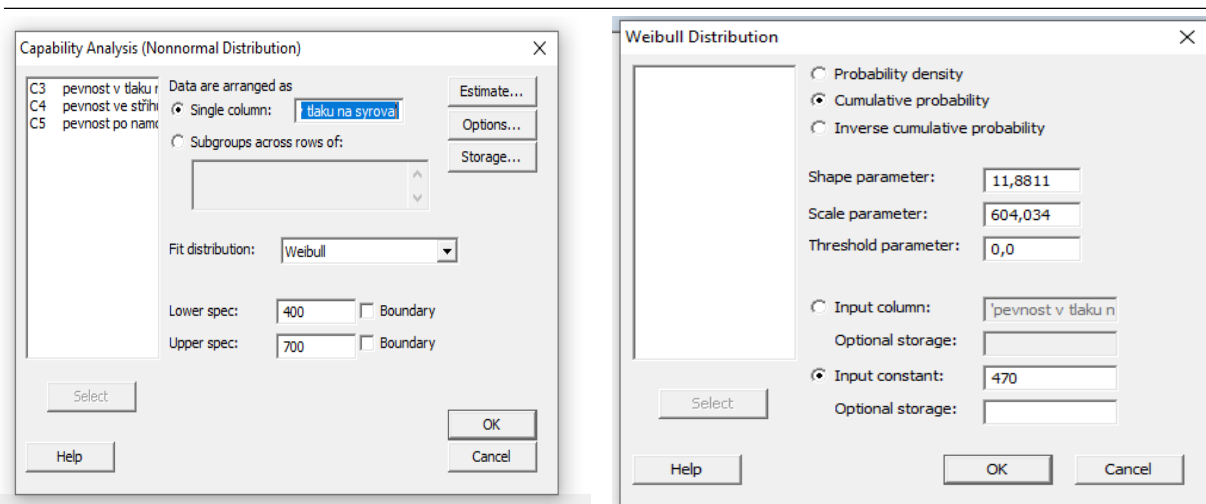 Capability Analysis (Nonnormal Distribution)
C3 pevnost v tlaku r
C4 pevnost ve střihu
C5 pevnost po namo
Data are arranged as
Single column: tlaku na syrova
Subgroups across rows of:
Estimate...
Options...
Storage...
Fit distribution: Weibull
Lower spec: 400 Boundary
Upper spec: 700 Boundary
Select
OK
Help
Cancel
Weibull Distribution
Probability density
Cumulative probability
Inverse cumulative probability
Shape parameter: 11,8811
Scale parameter: 604,034
Threshold parameter: 0,0
Input column: 'pevnost v tlaku n
Optional storage:
Input constant: 470
Select
Optional storage:
Help
OK
Cancel